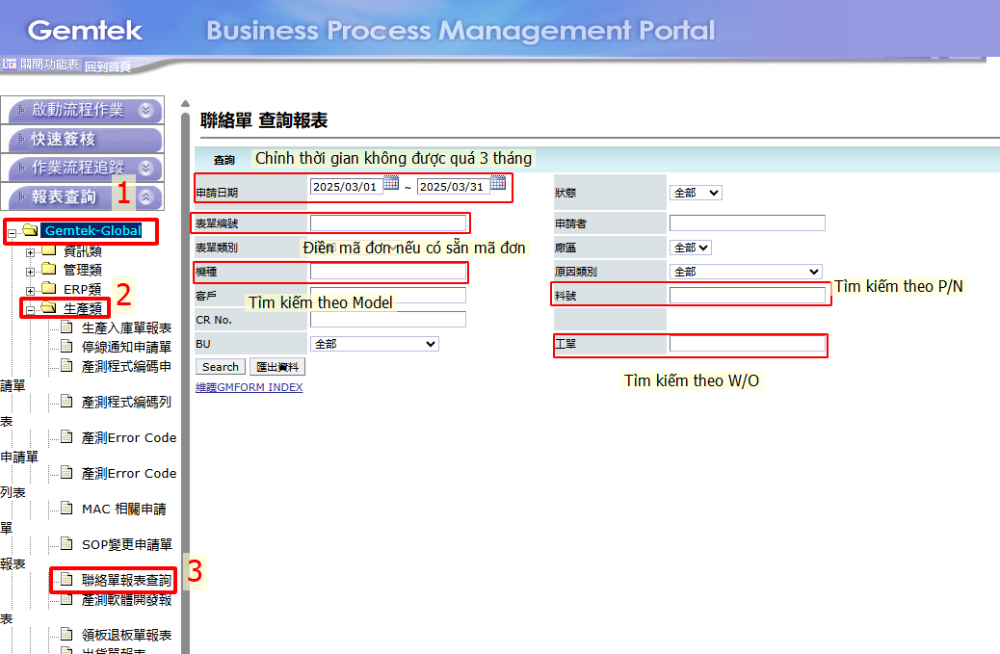 Gemtek
Business Process Management Portal
關閉功能表 回到首頁
啟動流程作業
快速簽核
作業流程追蹤
報表查詢 1
Gemtek-Global
資訊類
管理類
ERP類
生產類
2
生產入庫單報表
停線通知申請單
產測程式編碼申
請單
產測程式編碼列
表
產測Error Code
申請單
產測Error Code
列表
MAC 相關申請
單
SOP變更申請單
報表
聯絡單報表查詢
3
產測軟體開發報
表
領板退板單報表
出貨單報表
聯絡單 查詢報表
查詢 Chỉnh thời gian không được quá 3 tháng
申請日期 2025/03/01 ~ 2025/03/31 狀態 全部
表單編號 申請者
表單類別 Điền mã đơn nếu có sẵn mã đơn 廠區 全部
機種 原因類別 全部
客戶 Tìm kiếm theo Model 料號 Tìm kiếm theo P/N
CR No.
BU 全部 工單
Search 匯出資料 Tìm kiếm theo W/O
維護GMFORM INDEX